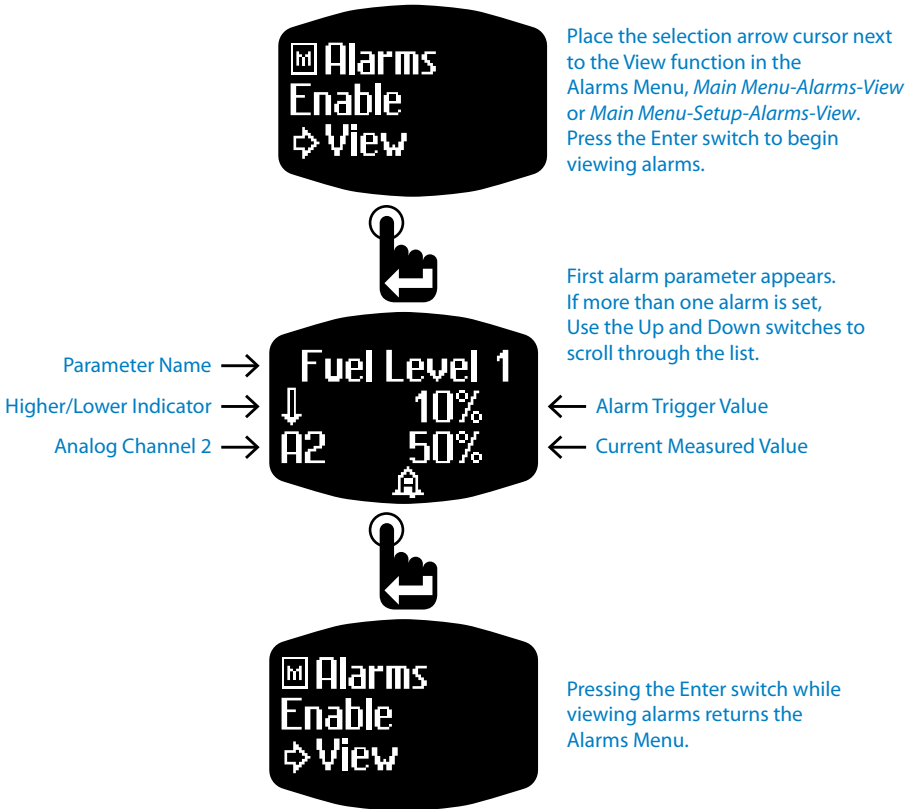 Alarms
Enable
View
Place the selection arrow cursor next
to the View function in the
Alarms Menu, Main Menu-Alarms-View
or Main Menu-Setup-Alarms-View.
Press the Enter switch to begin
viewing alarms.
First alarm parameter appears.
If more than one alarm is set,
Use the Up and Down switches to
scroll through the list.
Parameter Name → Fuel Level 1
Higher/Lower Indicator → ⇩ 10% ← Alarm Trigger Value
Analog Channel 2 → A2 50% ← Current Measured Value
A
Alarms
Enable
View
Pressing the Enter switch while
viewing alarms returns the
Alarms Menu.